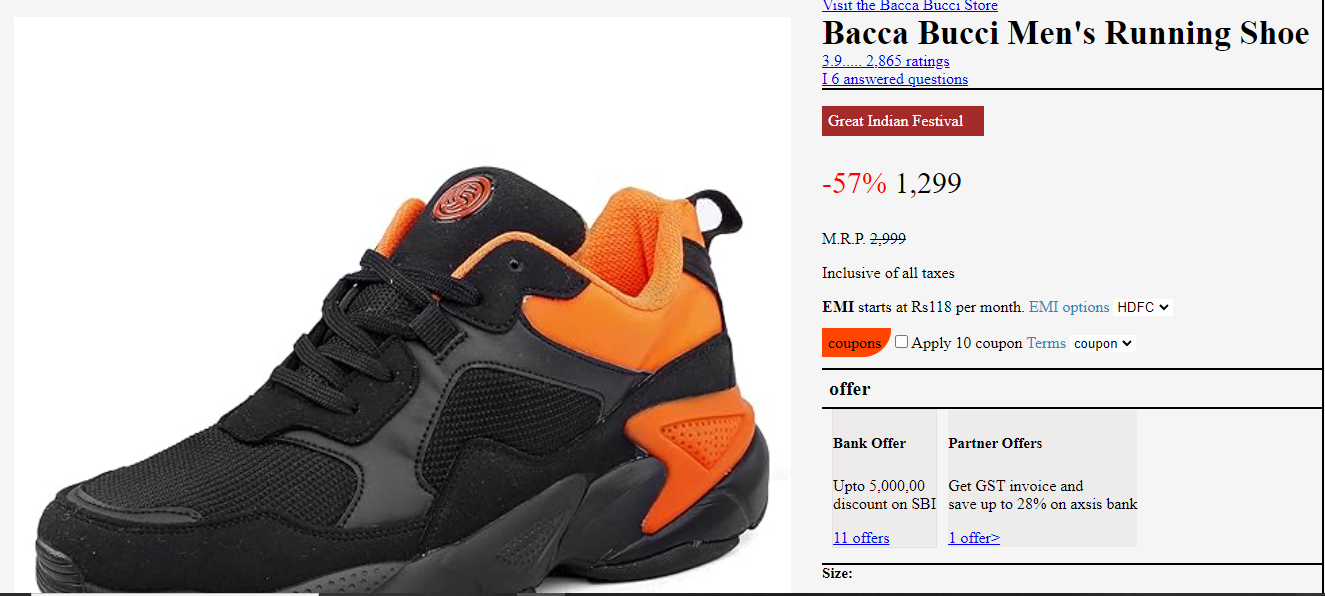 Visit the Bacca Bucci Store
Bacca Bucci Men's Running Shoe
3.9..... 2,865 ratings
I 6 answered questions
Great Indian Festival
-57% 1,299
M.R.P. 2,999
Inclusive of all taxes
EMI starts at Rs118 per month. EMI options HDFC
coupons Apply 10 coupon Terms coupon
offer
Bank Offer
Upto 5,000,00
discount on SBI
11 offers
Partner Offers
Get GST invoice and
save up to 28% on axsis bank
1 offer>
Size: